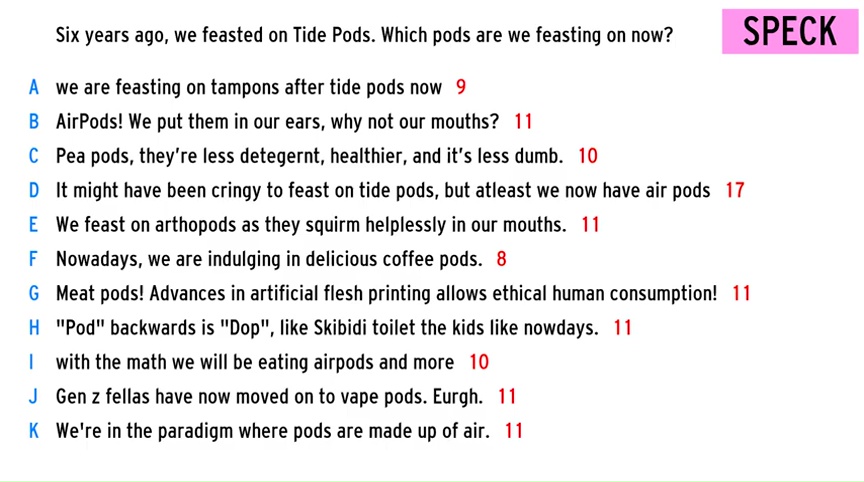 Six years ago, we feasted on Tide Pods. Which pods are we feasting on now?
SPECK
A we are feasting on tampons after tide pods now 9
B AirPods! We put them in our ears, why not our mouths? 11
C Pea pods, they're less detegernt, healthier, and it's less dumb. 10
D It might have been cringy to feast on tide pods, but atleast we now have air pods 17
E We feast on arthopods as they squirm helplessly in our mouths. 11
F Nowadays, we are indulging in delicious coffee pods. 8
G Meat pods! Advances in artificial flesh printing allows ethical human consumption! 11
H "Pod" backwards is "Dop", like Skibidi toilet the kids like nowdays. 11
I with the math we will be eating airpods and more 10
J Gen z fellas have now moved on to vape pods. Eurgh. 11
K We're in the paradigm where pods are made up of air. 11